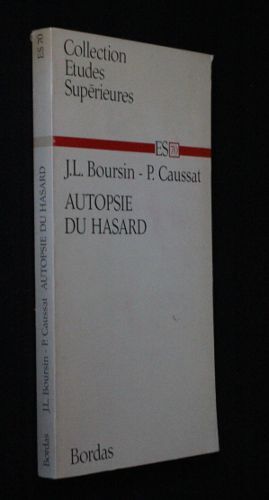 Collection
Etudes
Supérieures
ES 70
J.L. Boursin - P. Caussat
AUTOPSIE
DU HASARD
Bordas
ES 70
J.L. Boursin - P. Caussat AUTOPSIE DU HASARD
Bordas